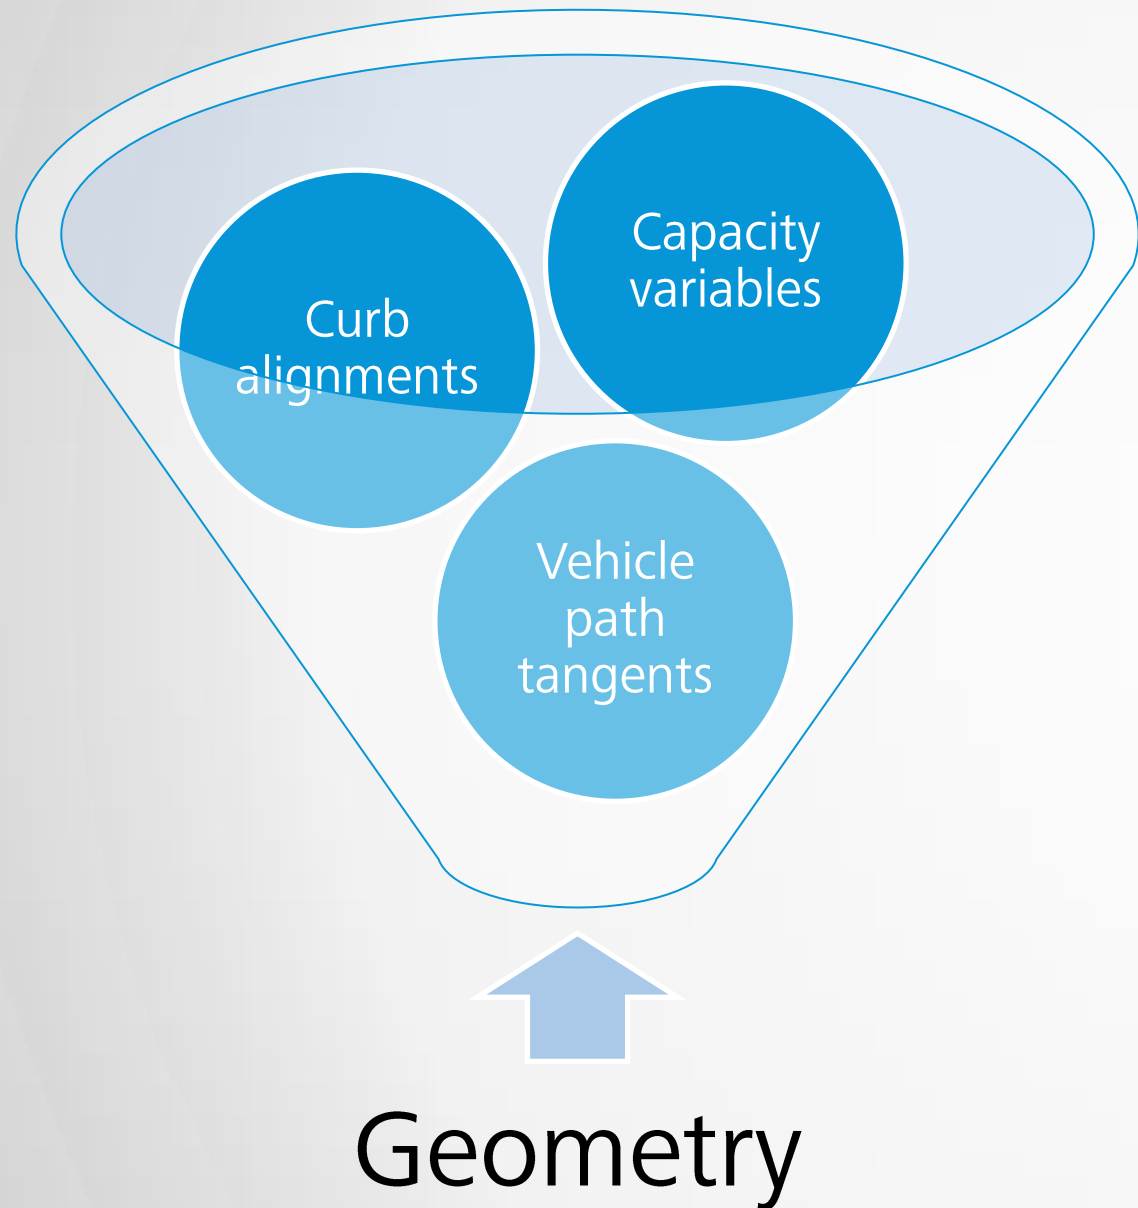 Capacity
variables
Curb
alignments
Vehicle
path
tangents
Geometry